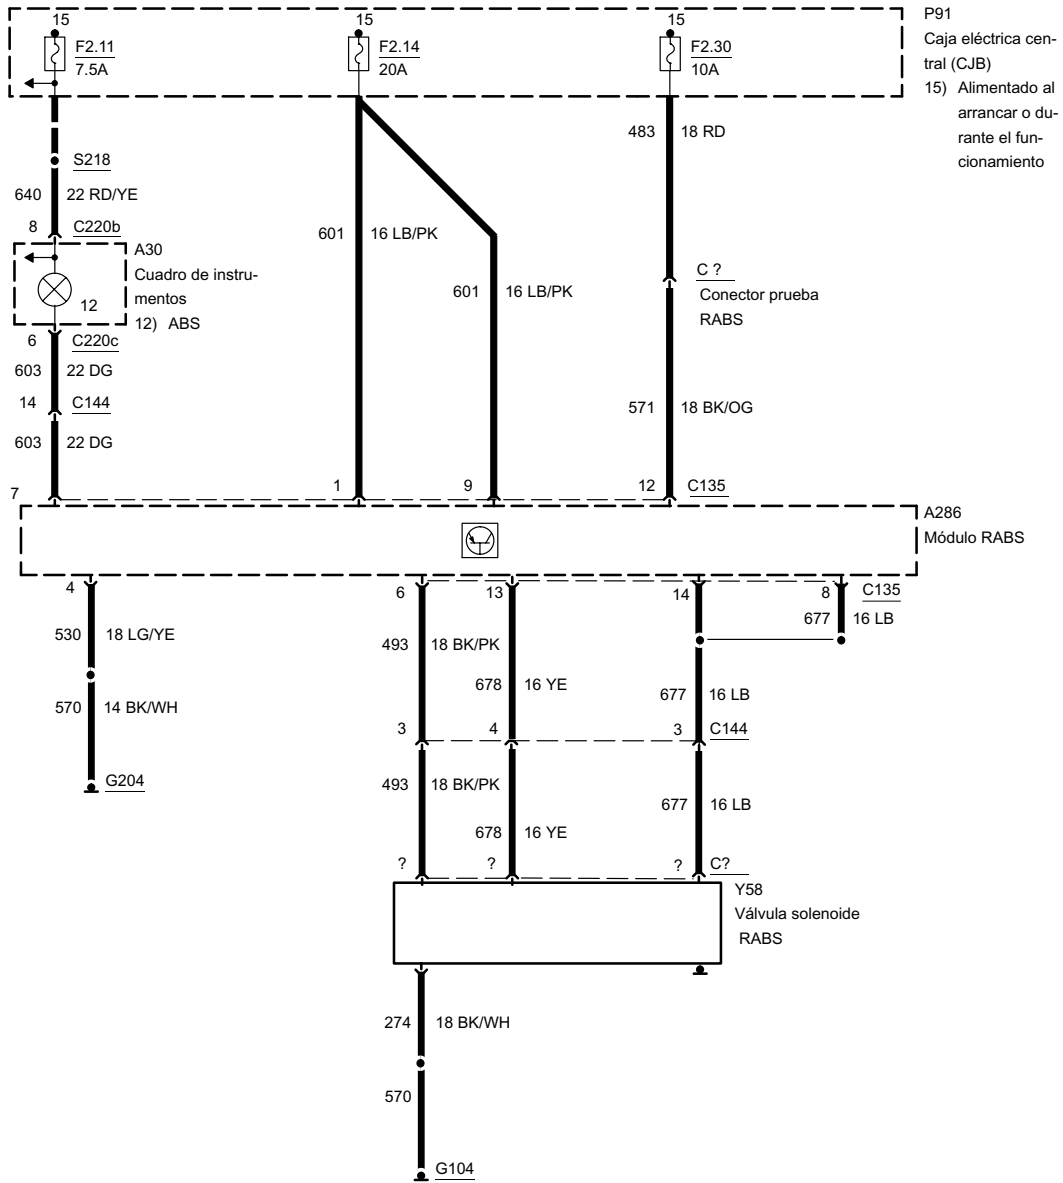 15
15
15
P91
F2.11
7.5A
F2.14
20A
F2.30
10A
Caja eléctrica cen-
tral (CJB)
15) Alimentado al
arrancar o du-
rante el fun-
cionamiento
483
18 RD
S218
640
22 RD/YE
8
C220b
601
16 LB/PK
A30
Cuadro de instru-
mentos
12) ABS
12
C ?
Conector prueba
RABS
601
16 LB/PK
6
C220c
603
22 DG
14
C144
571
18 BK/OG
603
22 DG
7
1
9
12
C135
A286
Módulo RABS
4
6
13
14
8
C135
677
16 LB
530
18 LG/YE
493
18 BK/PK
678
16 YE
677
16 LB
570
14 BK/WH
3
4
3
C144
G204
493
18 BK/PK
677
16 LB
678
16 YE
?
?
?
C?
Y58
Válvula solenoide
RABS
274
18 BK/WH
570
G104